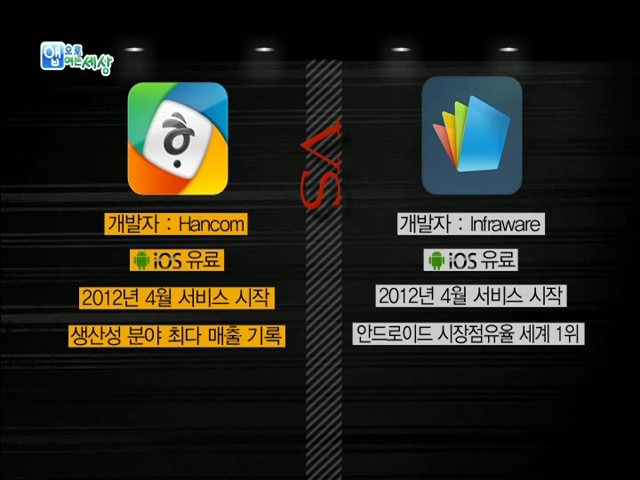 앱으로
여는세상
VS
개발자 : Hancom
iOS 유료
2012년 4월 서비스 시작
생산성 분야 최다 매출 기록
개발자 : Infraware
iOS 유료
2012년 4월 서비스 시작
안드로이드 시장점유율 세계 1위